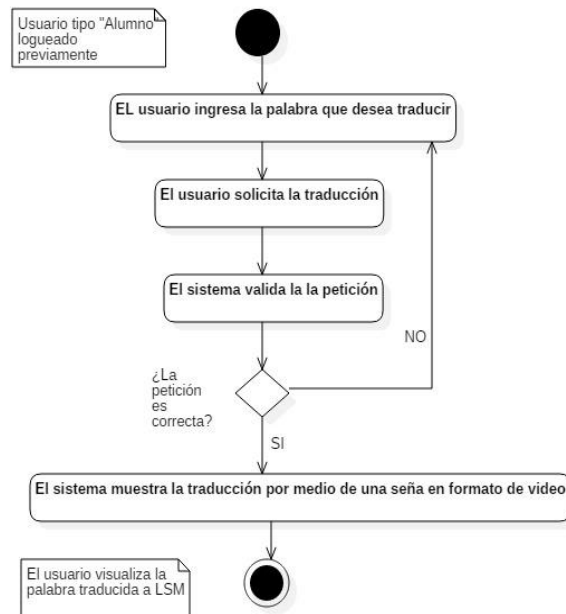 Usuario tipo "Alumno"
logueado
previamente
EL usuario ingresa la palabra que desea traducir
El usuario solicita la traducción
El sistema valida la la petición
NO
¿La
petición
es
correcta?
SI
El sistema muestra la traducción por medio de una seña en formato de video
El usuario visualiza la
palabra traducida a LSM